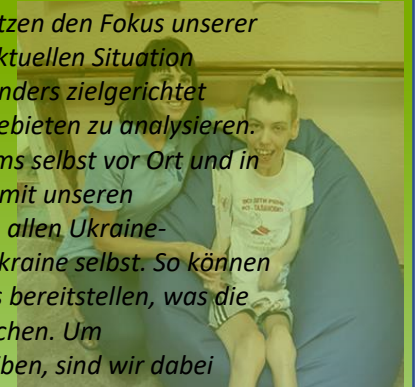 tzen den Fokus unserer
ktuellen Situation
nders zielgerichtet
ebieten zu analysieren.
ms selbst vor Ort und in
mit unseren
allen Ukraine-
kraine selbst. So können
s bereitstellen, was die
chen. Um
iben, sind wir dabei